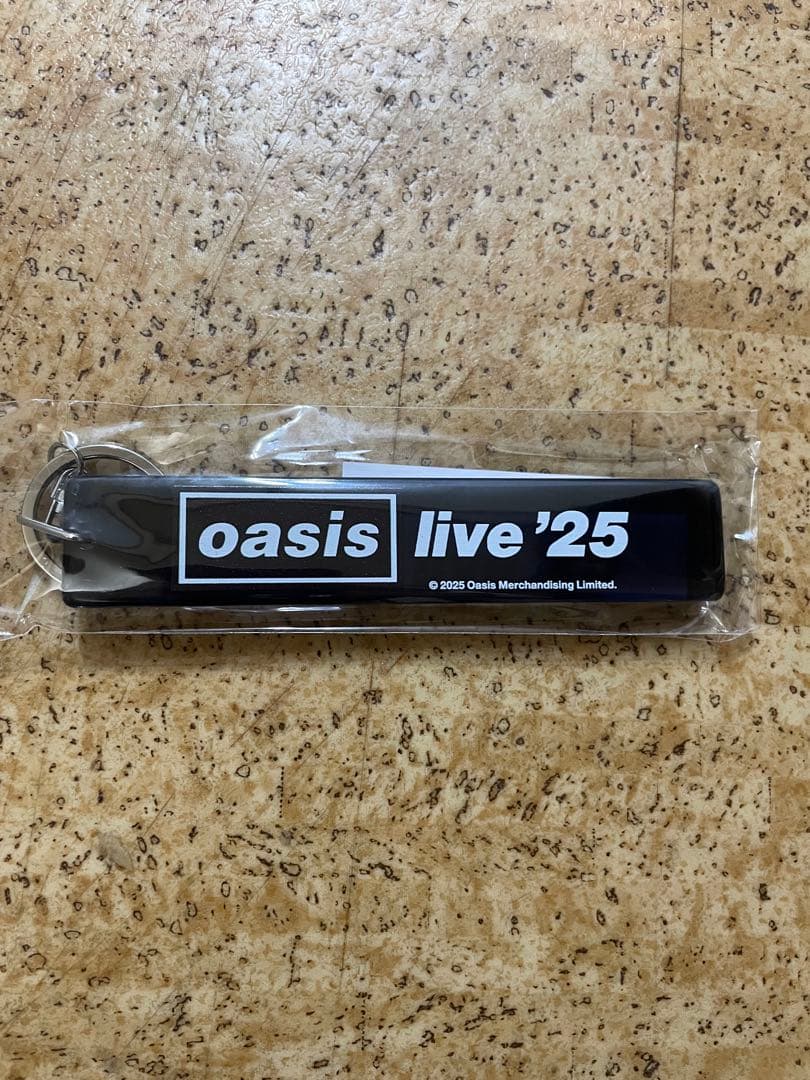 oasis live ’25
© 2025 Oasis Merchandising Limited.